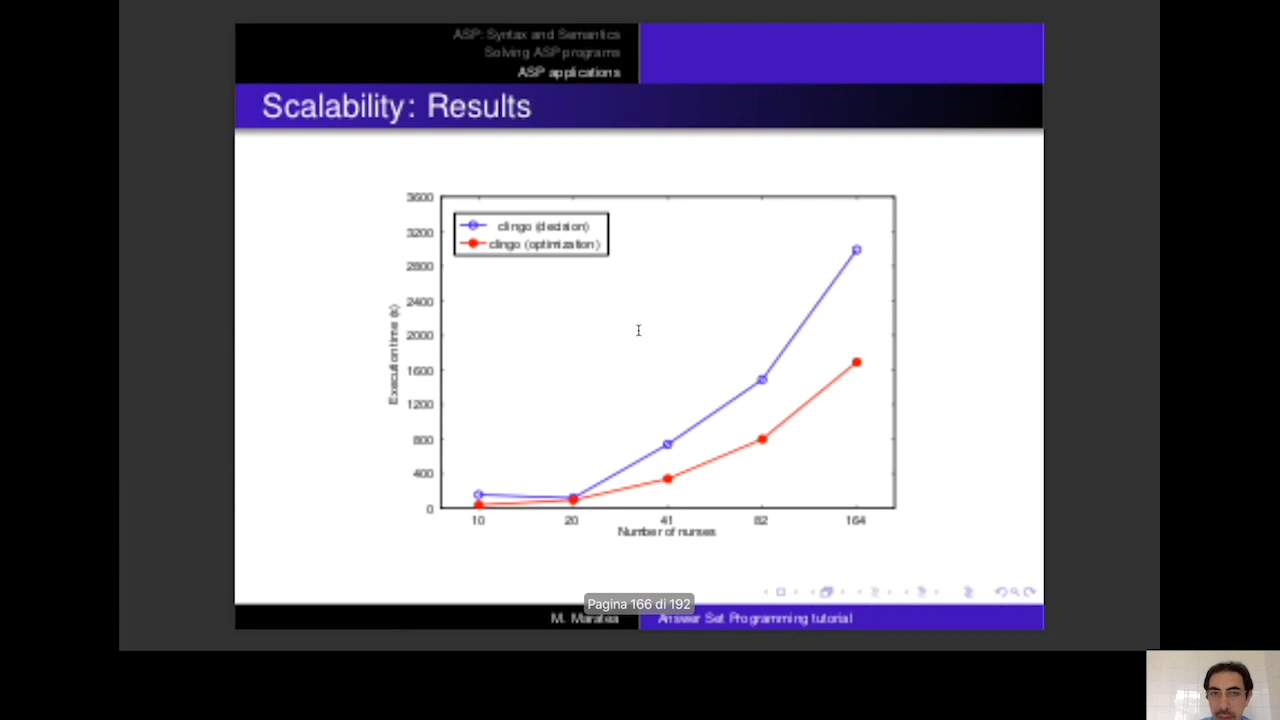 ASP: Syntax and Semantics
Solving ASP programs
ASP applications
Scalability: Results
3600
3200
2800
2400
2000
1600
1200
800
400
0
clingo (decision)
clingo (optimization)
Execution time (s)
10 20 41 82 164
Number of nurses
Pagina 166 di 192
M. Maratea Answer Set Programming tutorial